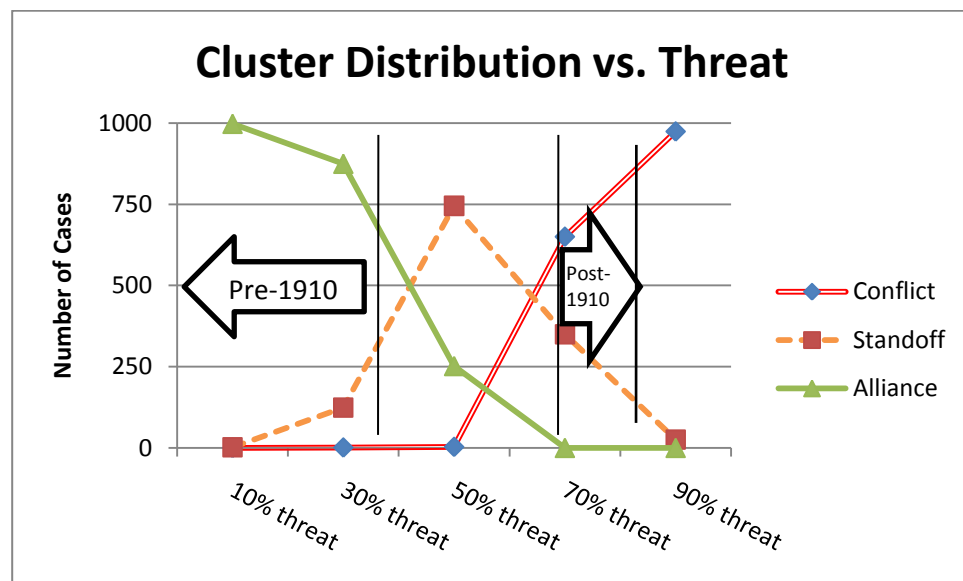 Cluster Distribution vs. Threat
Number of Cases
1000
750
500
250
0
Pre-1910
Post-
1910
10% threat
30% threat
50% threat
70% threat
90% threat
Conflict
Standoff
Alliance